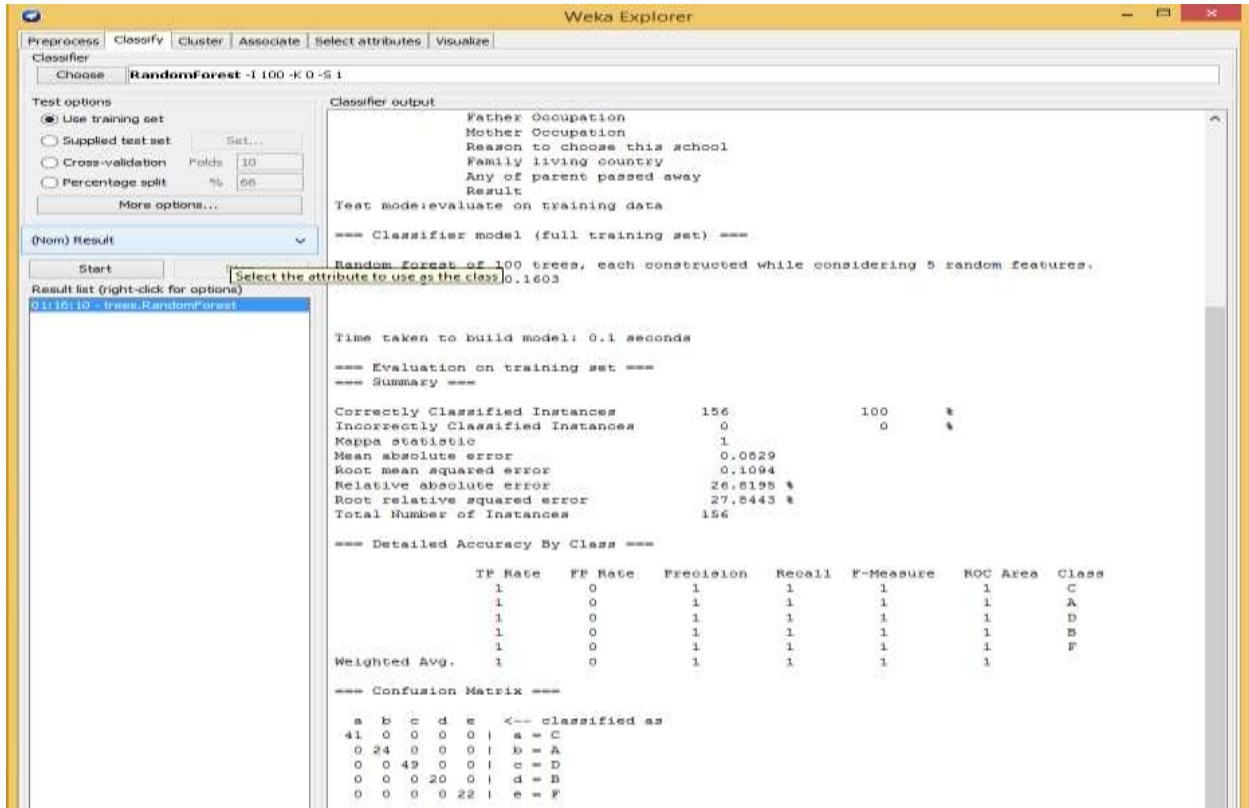 Weka Explorer
Preprocess Classify Cluster Associate Select attributes Visualize
Classifier
Choose RandomForest -I 100 -K 0 -S 1
Test options
Use training set
Supplied test set Set...
Cross-validation Folds 10
Percentage split % 66
More options...
(Nom) Result
Start
Select the attribute to use as the class
Result list (right-click for options)
01:16:10 - trees.RandomForest
Classifier output
Father Occupation
Mother Occupation
Reason to choose this school
Family living country
Any of parent passed away
Result
Test mode:evaluate on training data
=== Classifier model (full training set) ===
Random forest of 100 trees, each constructed while considering 5 random features.
0.1603
Time taken to build model: 0.1 seconds
=== Evaluation on training set ===
=== Summary ===
Correctly Classified Instances 156 100 %
Incorrectly Classified Instances 0 0 %
Kappa statistic 1
Mean absolute error 0.0829
Root mean squared error 0.1094
Relative absolute error 26.8198 %
Root relative squared error 27.8443 %
Total Number of Instances 156
=== Detailed Accuracy By Class ===
TP Rate FP Rate Precision Recall F-Measure ROC Area Class
1 0 1 1 1 1 C
1 0 1 1 1 1 A
1 0 1 1 1 1 D
1 0 1 1 1 1 B
1 0 1 1 1 1 F
Weighted Avg. 1 0 1 1 1 1
=== Confusion Matrix ===
a b c d e <-- classified as
41 0 0 0 0 | a = C
0 24 0 0 0 | b = A
0 0 49 0 0 | c = D
0 0 0 20 0 | d = B
0 0 0 0 22 | e = F